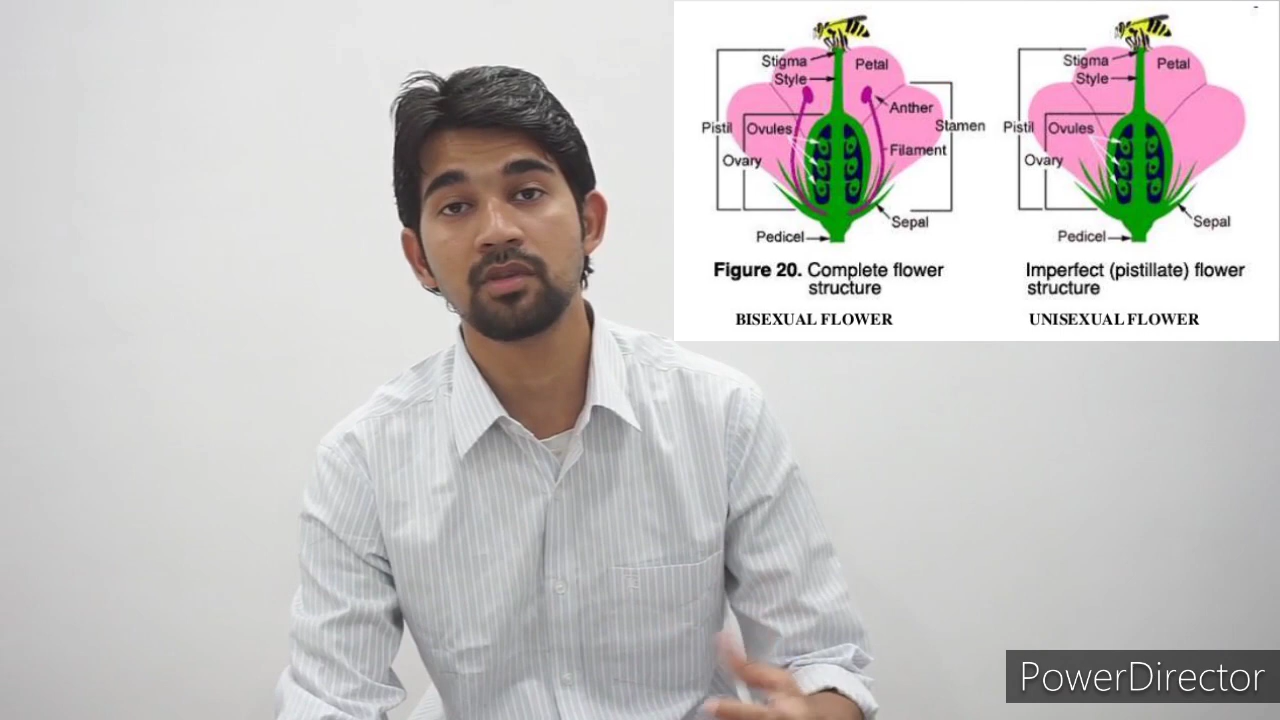 Stigma
Style
Petal
Anther
Stamen
Pistil
Ovules
Filament
Ovary
Sepal
Pedicel
Figure 20. Complete flower
structure
BISEXUAL FLOWER
Stigma
Style
Petal
Pistil
Ovules
Ovary
Sepal
Pedicel
Imperfect (pistillate) flower
structure
UNISEXUAL FLOWER
PowerDirector